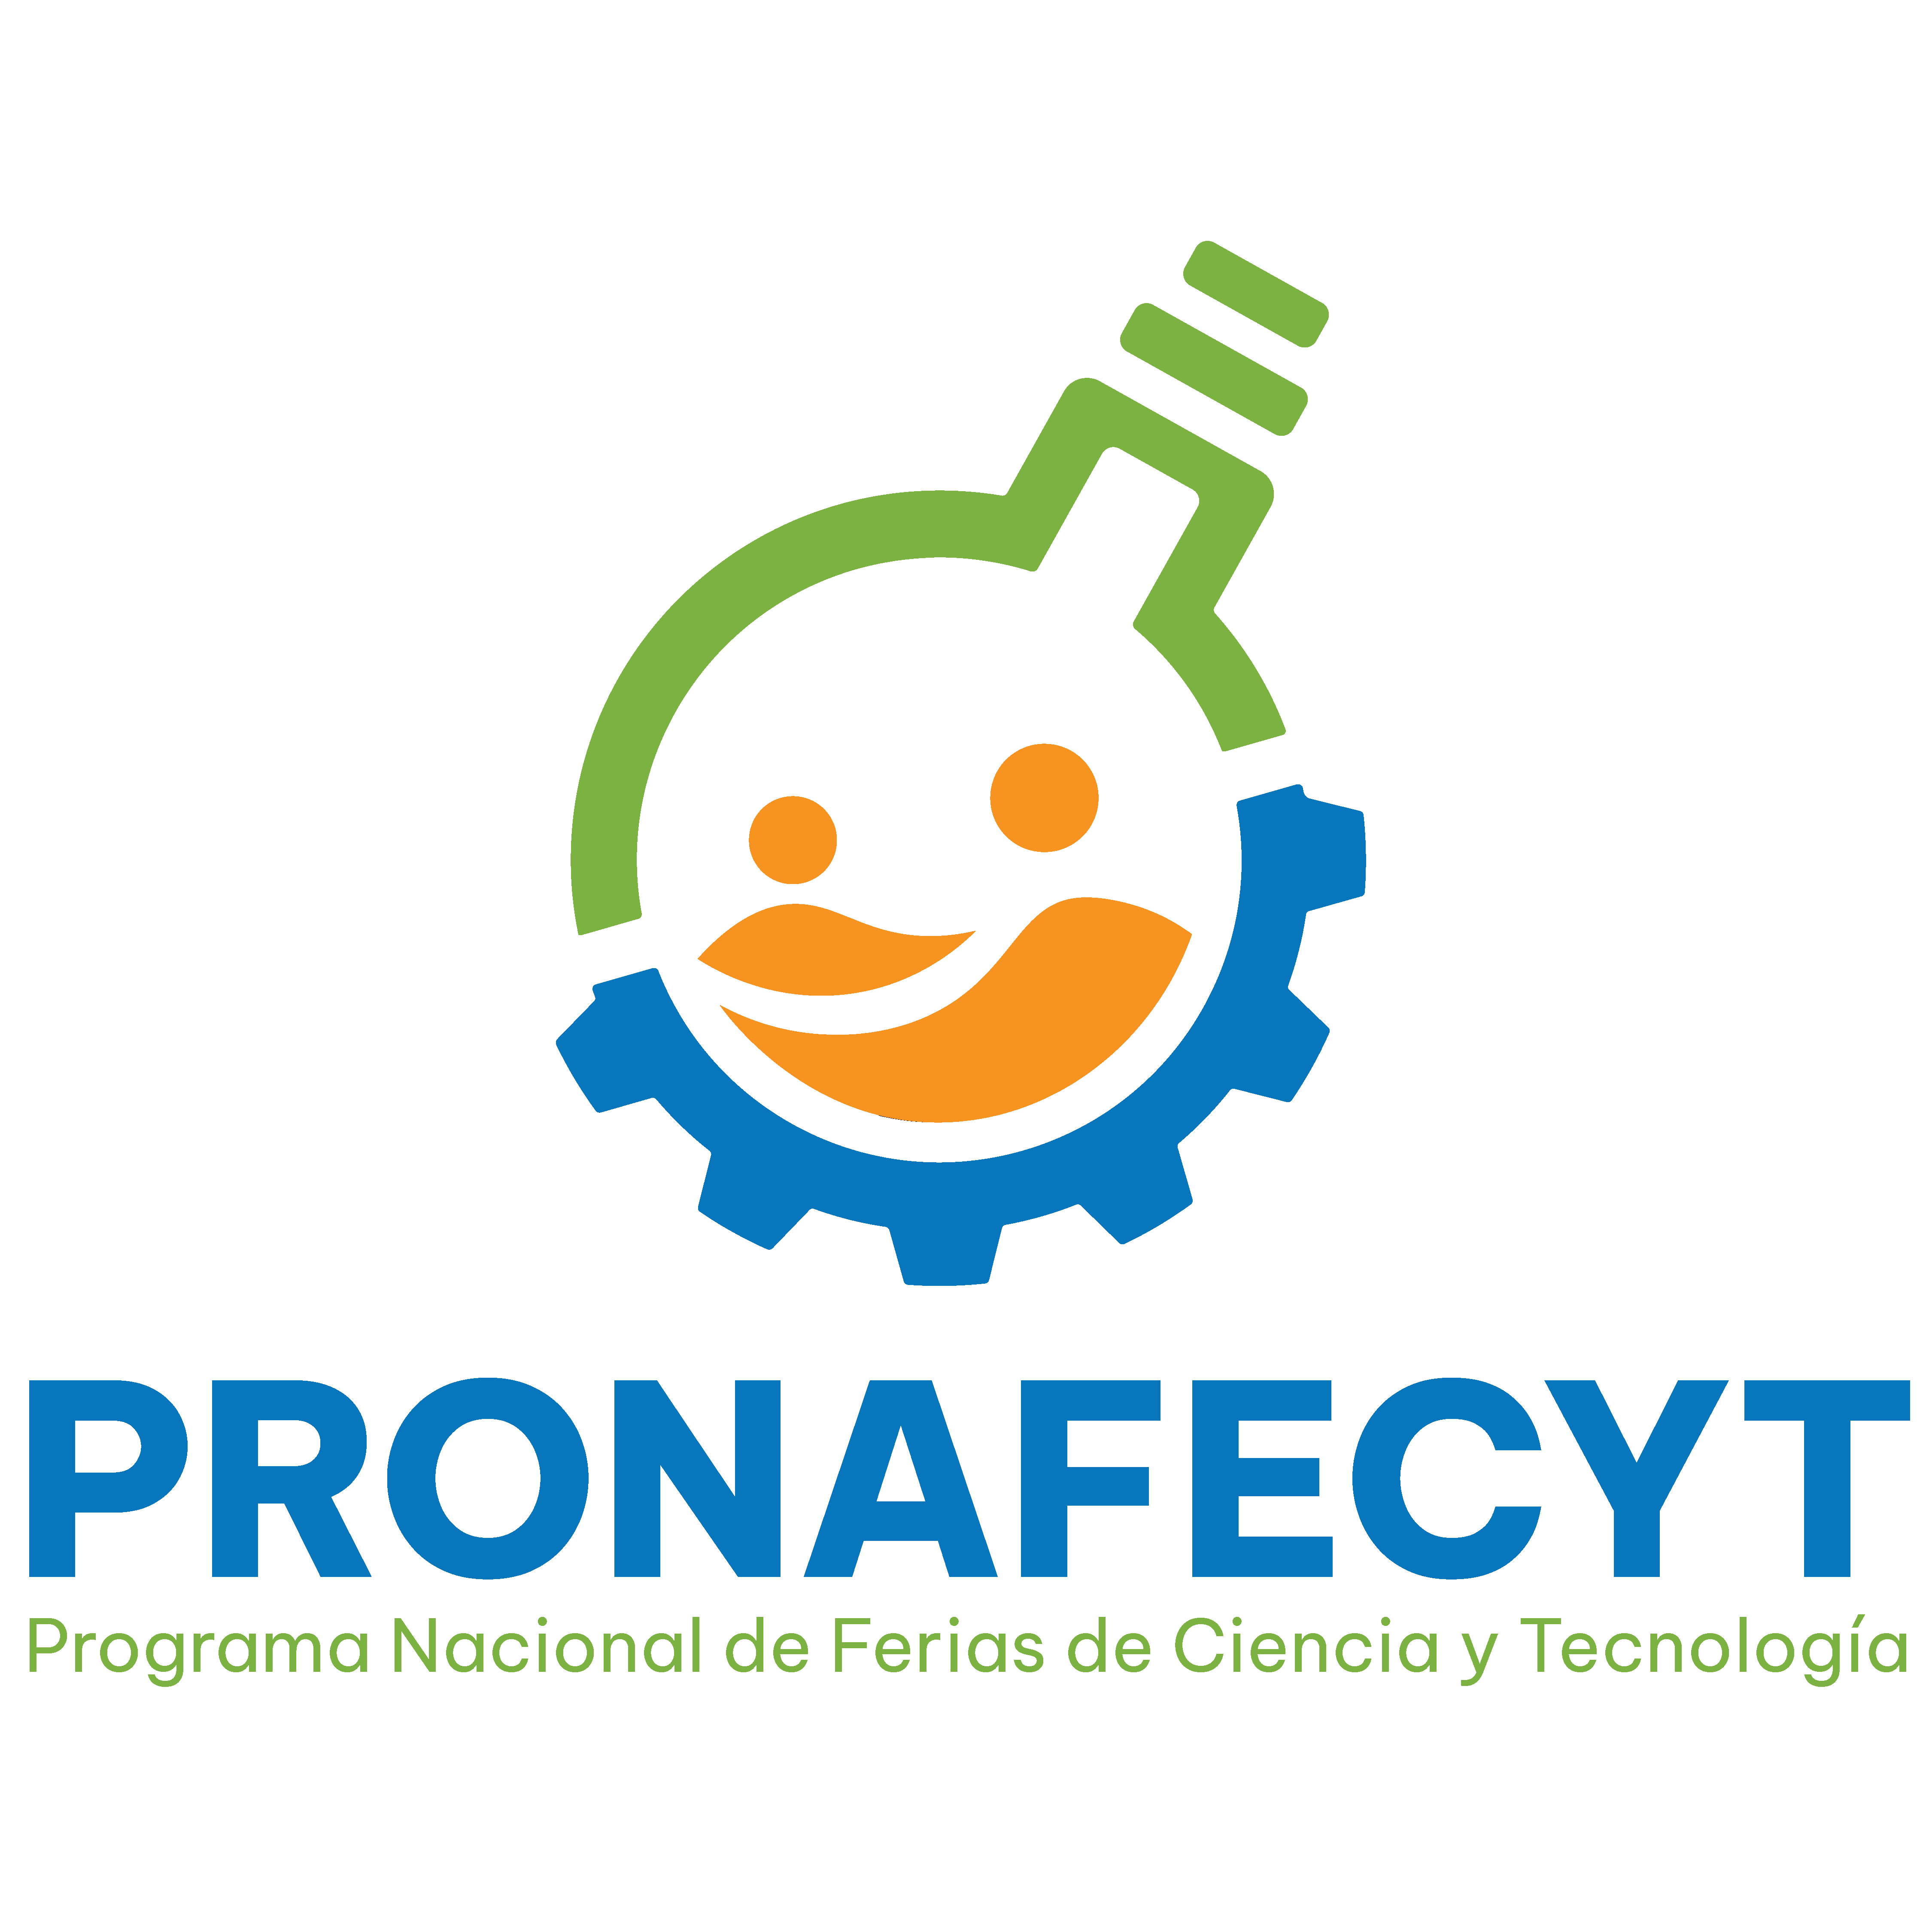 PRONAFECYT
Programa Nacional de Ferias de Ciencia y Tecnología